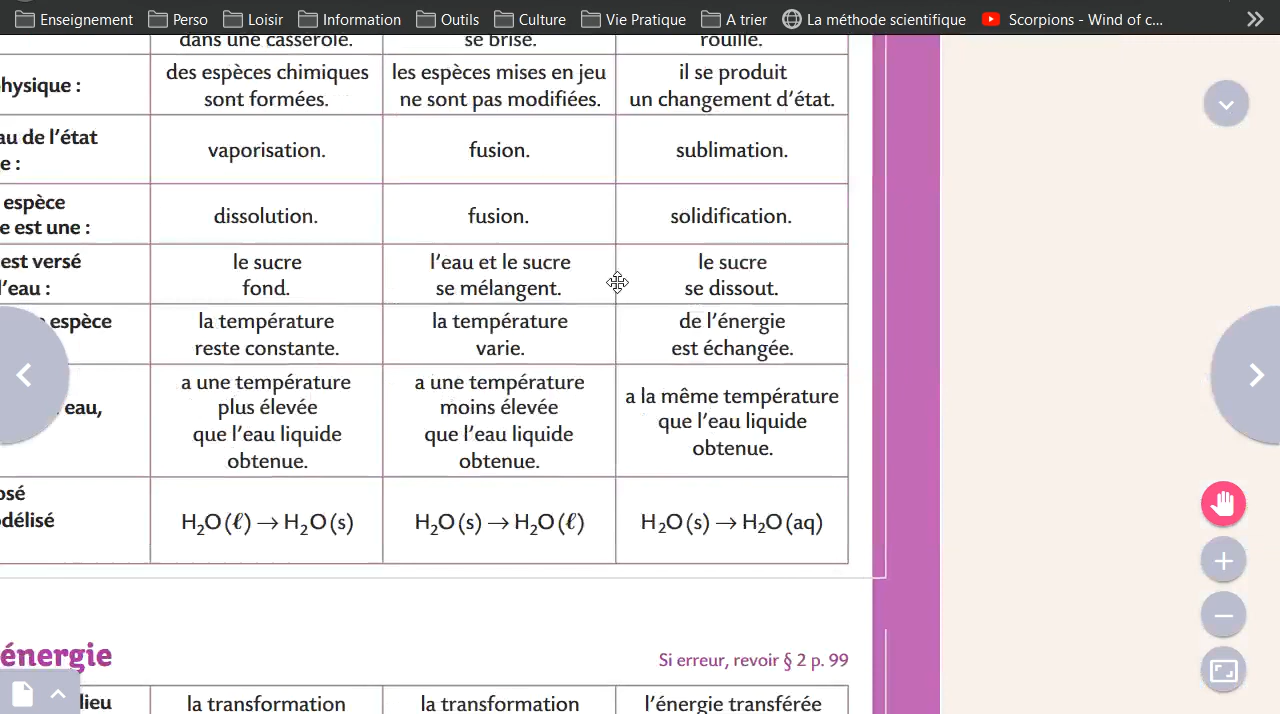 Enseignement Perso Loisir Information Outils Culture Vie Pratique A trier La méthode scientifique Scorpions - Wind of c...
dans une casserole. se brise. rouille.
hysique : des espèces chimiques les espèces mises en jeu il se produit
sont formées. ne sont pas modifiées. un changement d'état.
au de l'état
e : vaporisation. fusion. sublimation.
espèce
e est une : dissolution. fusion. solidification.
est versé le sucre l'eau et le sucre le sucre
l'eau : fond. se mélangent. se dissout.
espèce la température la température de l'énergie
reste constante. varie. est échangée.
a une température a une température a la même température
eau, plus élevée moins élevée que l'eau liquide
que l'eau liquide que l'eau liquide obtenue.
obtenue. obtenue.
osé
délisé H₂O(ℓ) → H₂O(s) H₂O(s) → H₂O(ℓ) H₂O(s) → H₂O(aq)
énergie Si erreur, revoir § 2 p. 99
lieu la transformation la transformation l'énergie transférée